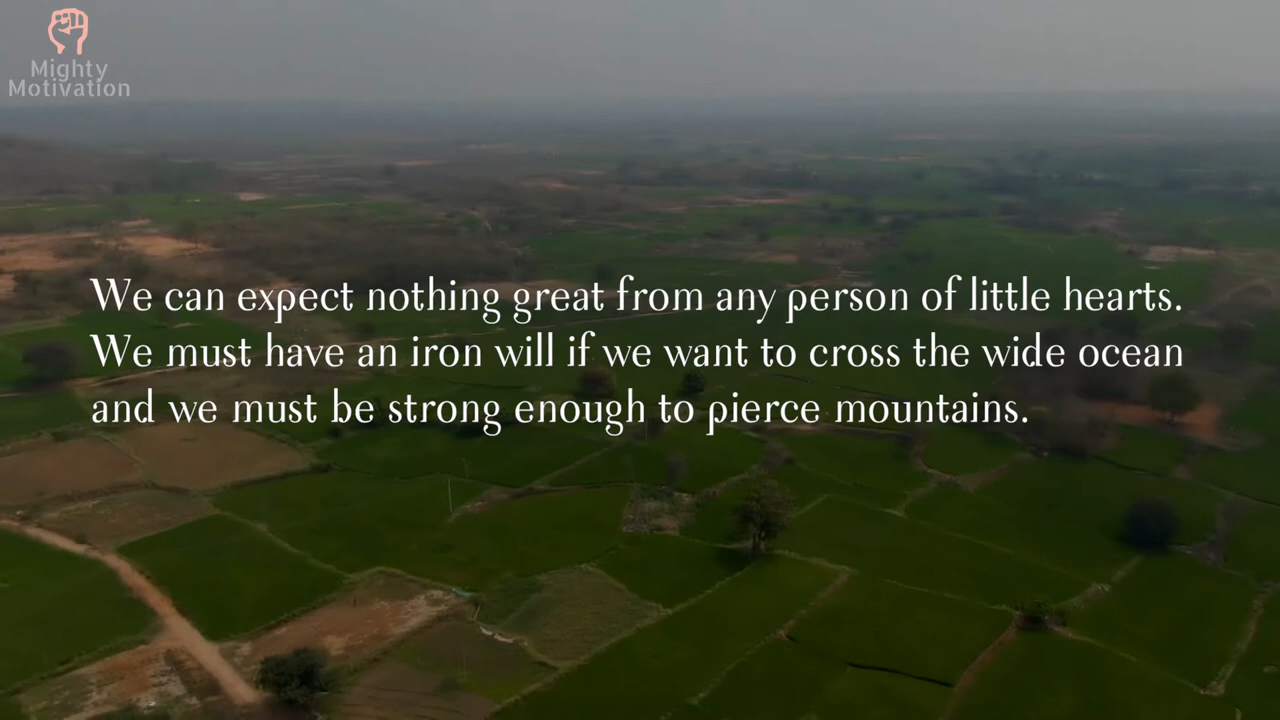 Mighty
Motivation
We can expect nothing great from any person of little hearts.
We must have an iron will if we want to cross the wide ocean
and we must be strong enough to pierce mountains.